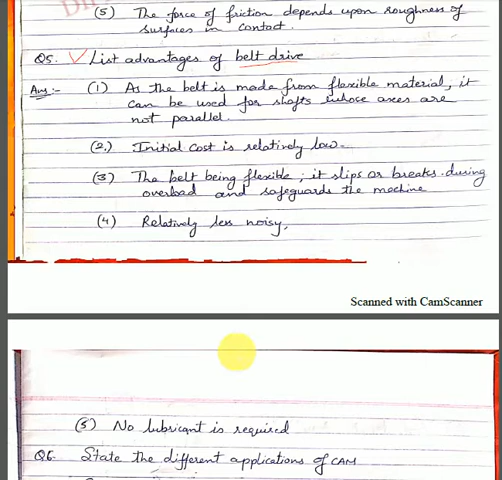 (5) The force of friction depends upon roughness of
surfaces in contact.
Q5. List advantages of belt drive
Ans:- (1) As the belt is made from flexible material, it
can be used for shafts whose axes are
not parallel.
(2.) Initial cost is relatively low.
(3) The belt being flexible, it slips or breaks during
overload and safeguards the machine
(4) Relatively less noisy.
Scanned with CamScanner
(5) No lubricant is required
Q6. State the different applications of CAM